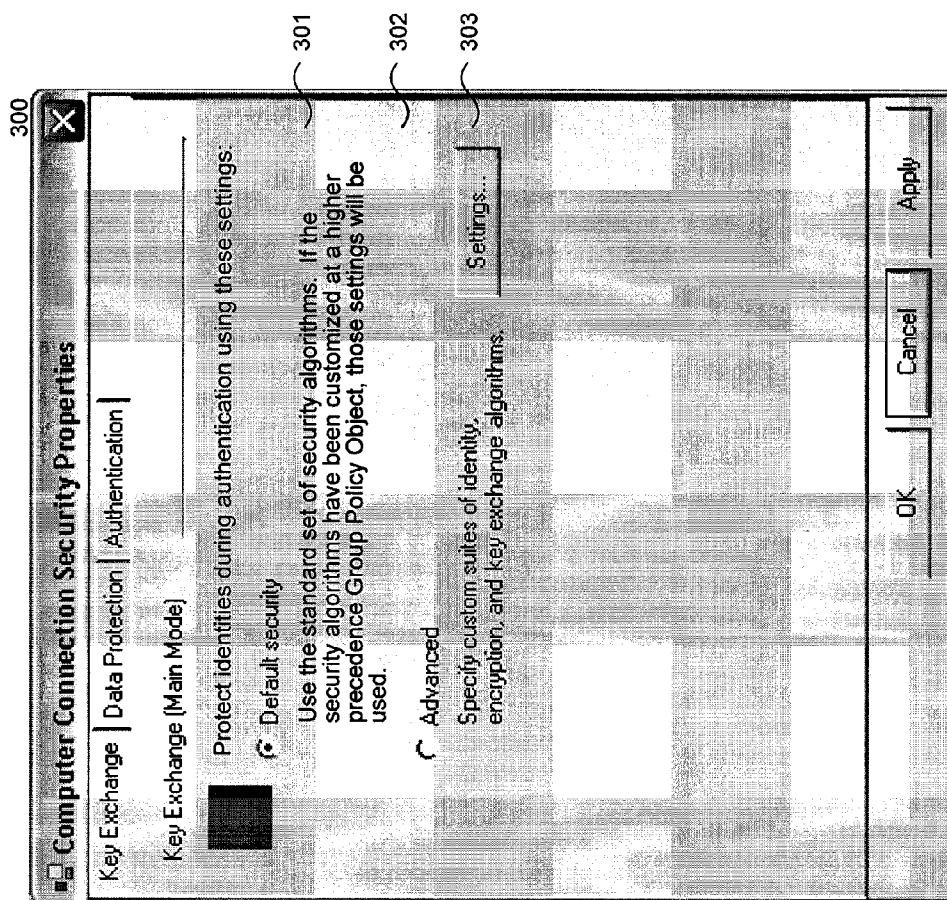 300
Computer Connection Security Properties
Key Exchange
Data Protection
Authentication
Key Exchange (Main Mode)
Protect identities during authentication using these settings:
301
Default security
Use the standard set of security algorithms. If the
security algorithms have been customized at a higher
precedence Group Policy Object, those settings will be
used.
302
Advanced
303
Specify custom suites of identity,
encryption, and key exchange algorithms.
Settings...
OK
Cancel
Apply